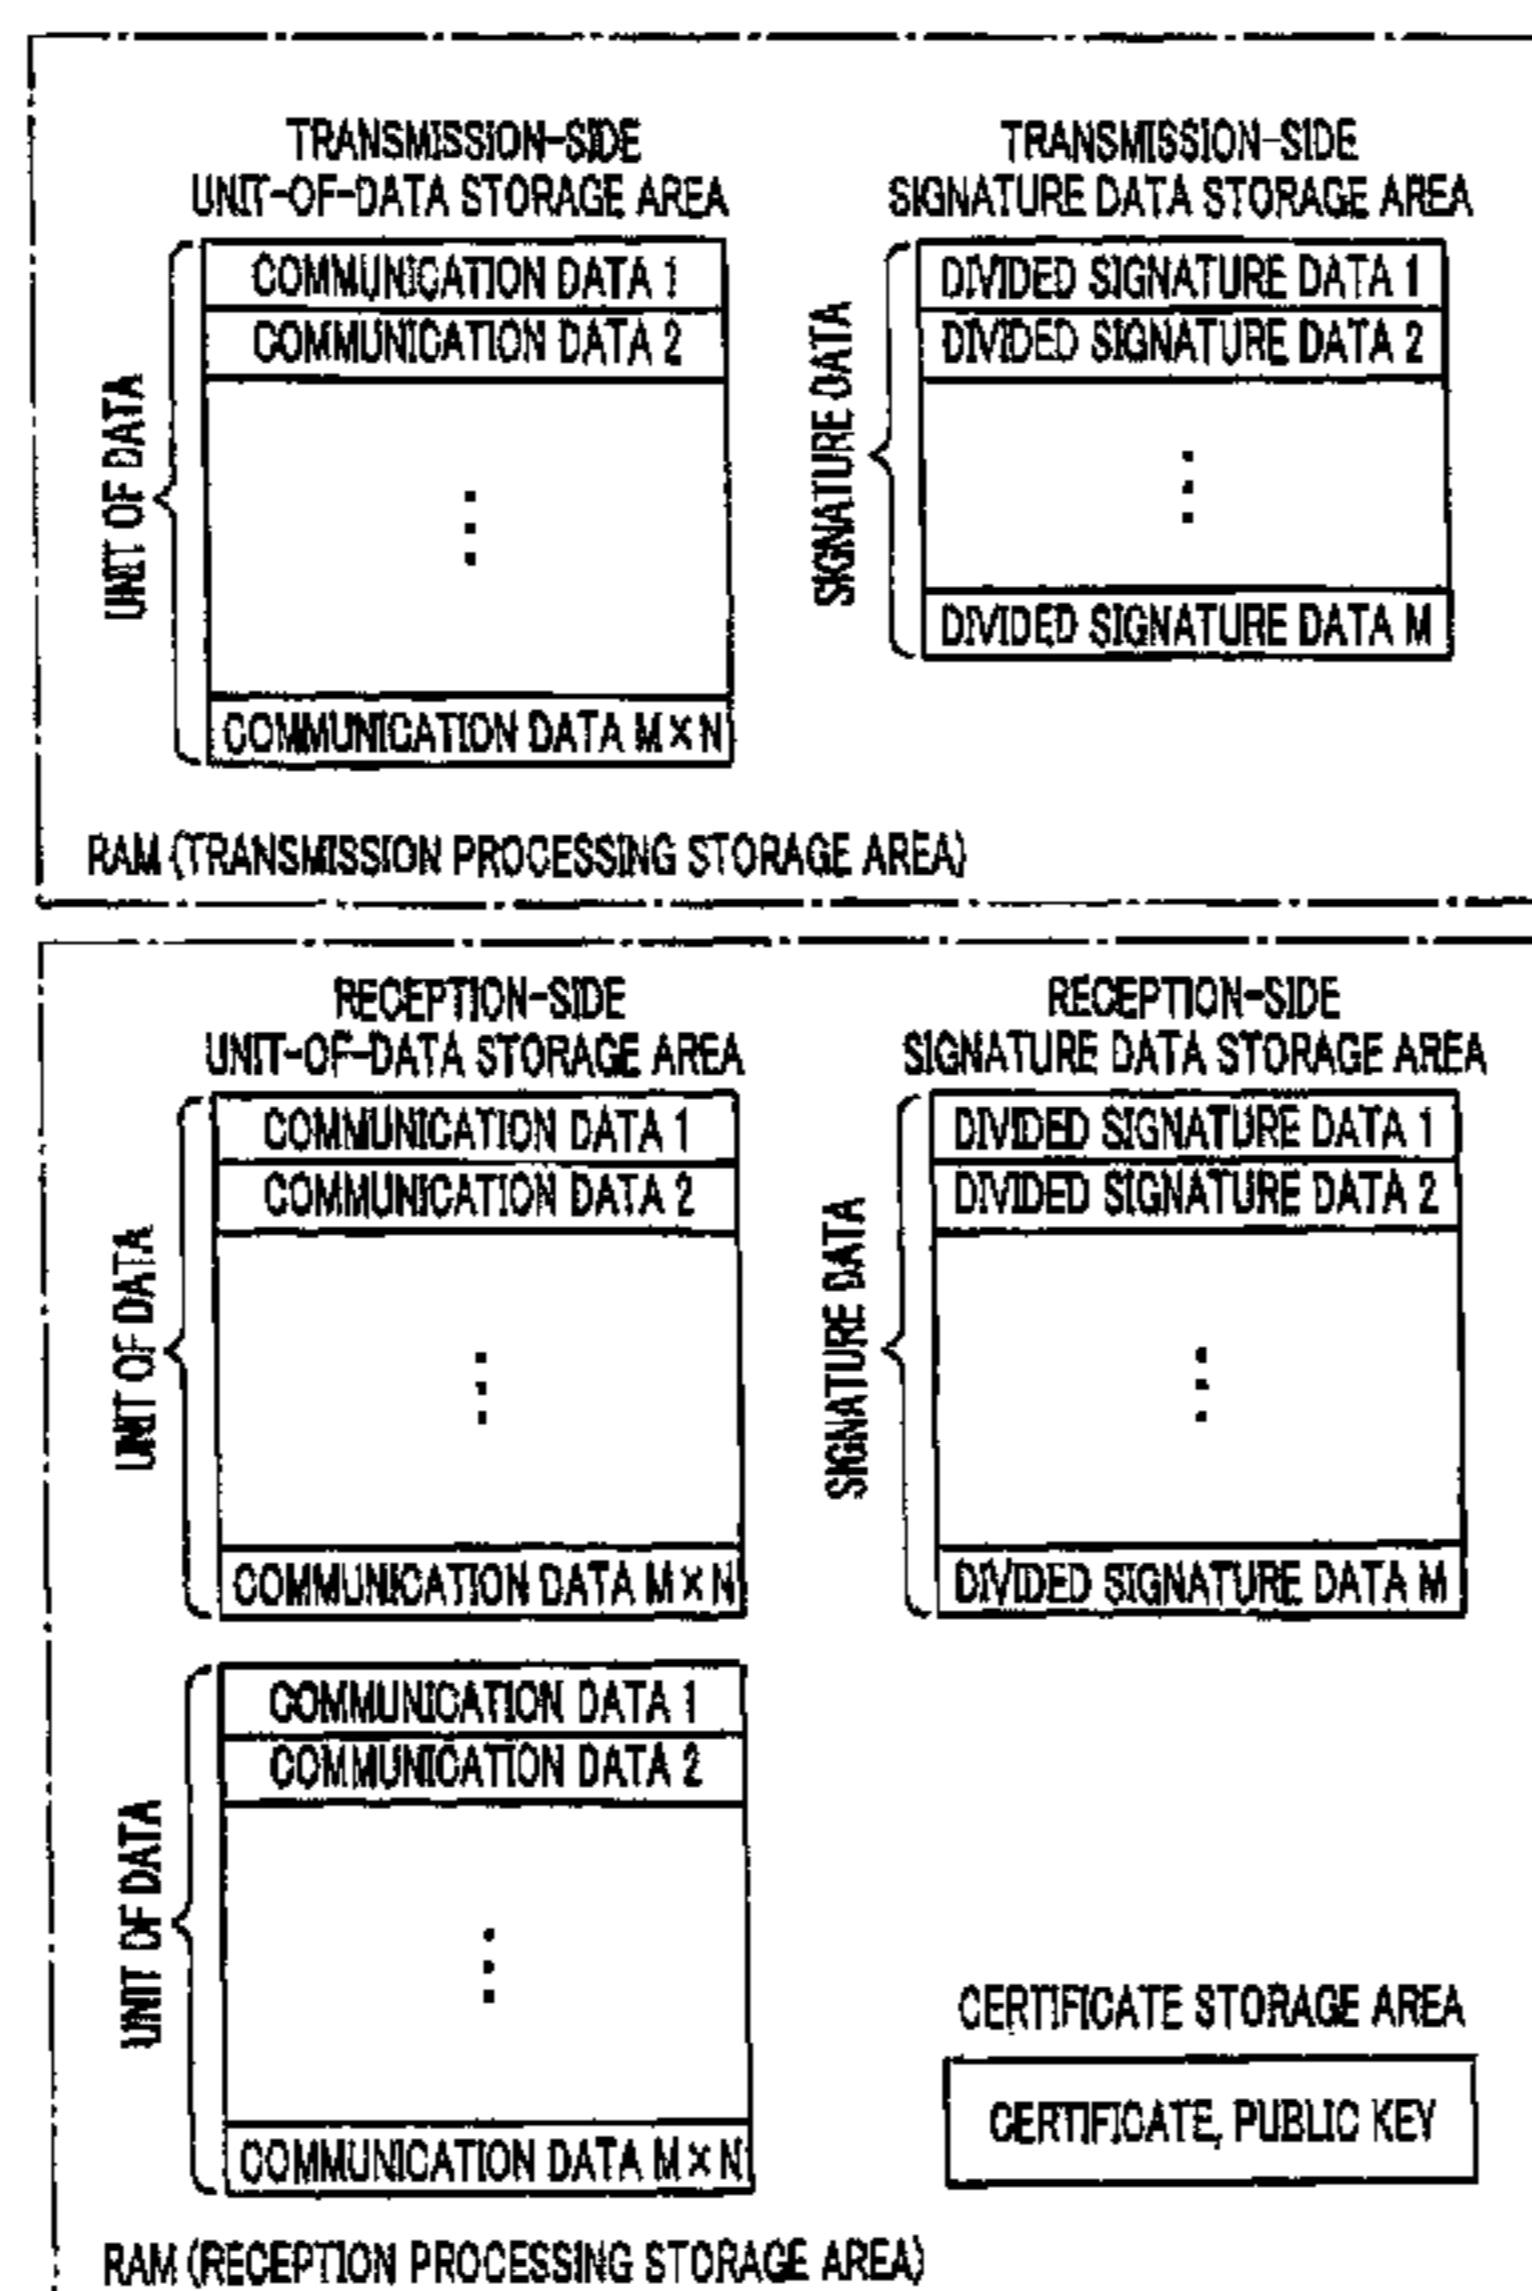 TRANSMISSION-SIDE
UNIT-OF-DATA STORAGE AREA
UNIT OF DATA
COMMUNICATION DATA 1
COMMUNICATION DATA 2
COMMUNICATION DATA M × N
TRANSMISSION-SIDE
SIGNATURE DATA STORAGE AREA
SIGNATURE DATA
DIVIDED SIGNATURE DATA 1
DIVIDED SIGNATURE DATA 2
DIVIDED SIGNATURE DATA M
RAM (TRANSMISSION PROCESSING STORAGE AREA)
RECEPTION-SIDE
UNIT-OF-DATA STORAGE AREA
UNIT OF DATA
COMMUNICATION DATA 1
COMMUNICATION DATA 2
COMMUNICATION DATA M × N
RECEPTION-SIDE
SIGNATURE DATA STORAGE AREA
SIGNATURE DATA
DIVIDED SIGNATURE DATA 1
DIVIDED SIGNATURE DATA 2
DIVIDED SIGNATURE DATA M
UNIT OF DATA
COMMUNICATION DATA 1
COMMUNICATION DATA 2
COMMUNICATION DATA M × N
CERTIFICATE STORAGE AREA
CERTIFICATE, PUBLIC KEY
RAM (RECEPTION PROCESSING STORAGE AREA)